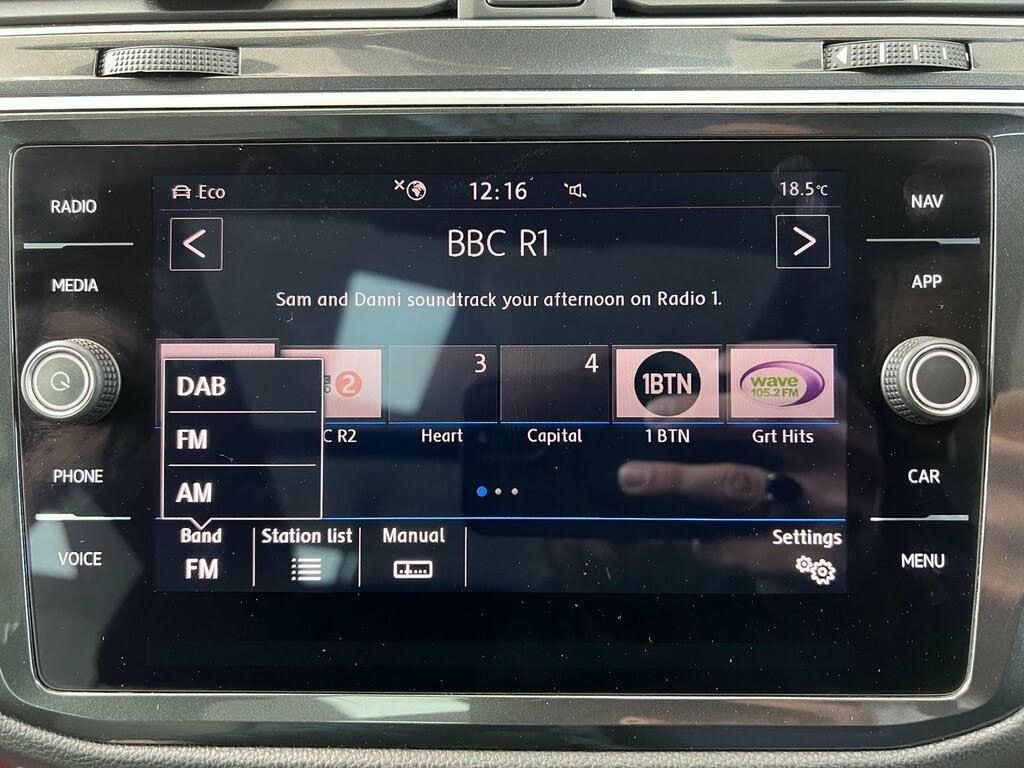 Eco
12:16
18.5°C
RADIO
NAV
<
BBC R1
>
MEDIA
APP
Sam and Danni soundtrack your afternoon on Radio 1.
2
3
4
1BTN
wave
105.2 FM
C R2
Heart
Capital
1 BTN
Grt Hits
DAB
FM
AM
PHONE
CAR
Band
Station list
Manual
Settings
FM
VOICE
MENU